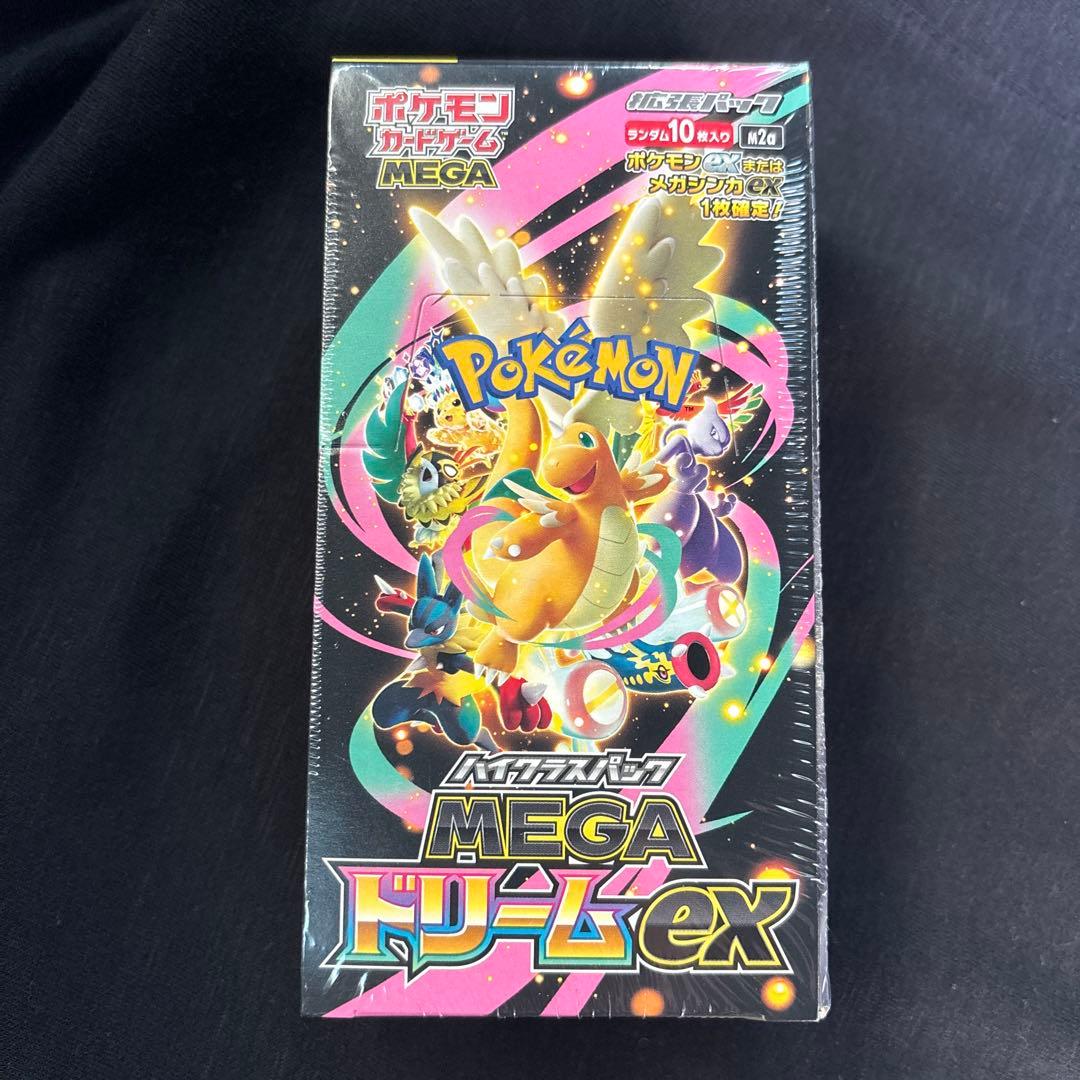 ポケモン
カードゲーム
MEGA
拡張パック
ランダム10枚入り M2a
ポケモンexまたは
メガシンカex
1枚確定!
POKéMON
TM
ハイクラスパック
MEGA
ドリームex